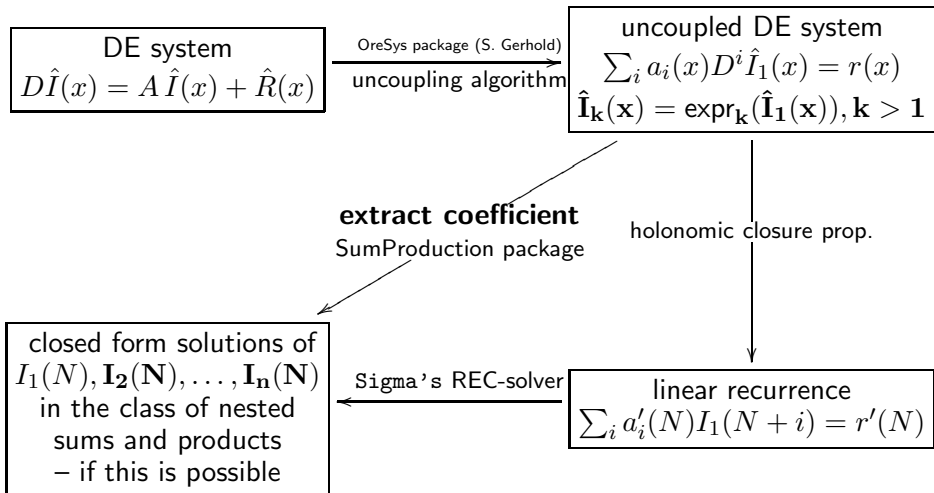 DE system
DÎ(x) = A Î(x) + R̂(x)
OreSys package (S. Gerhold)
uncoupling algorithm
uncoupled DE system
∑ᵢ aᵢ(x)DⁱÎ₁(x) = r(x)
Îₖ(x) = exprₖ(Î₁(x)), k > 1
extract coefficient
SumProduction package
holonomic closure prop.
closed form solutions of
I₁(N), I₂(N), . . . , Iₙ(N)
in the class of nested
sums and products
– if this is possible
Sigma's REC-solver
linear recurrence
∑ᵢ a′ᵢ(N)I₁(N + i) = r′(N)